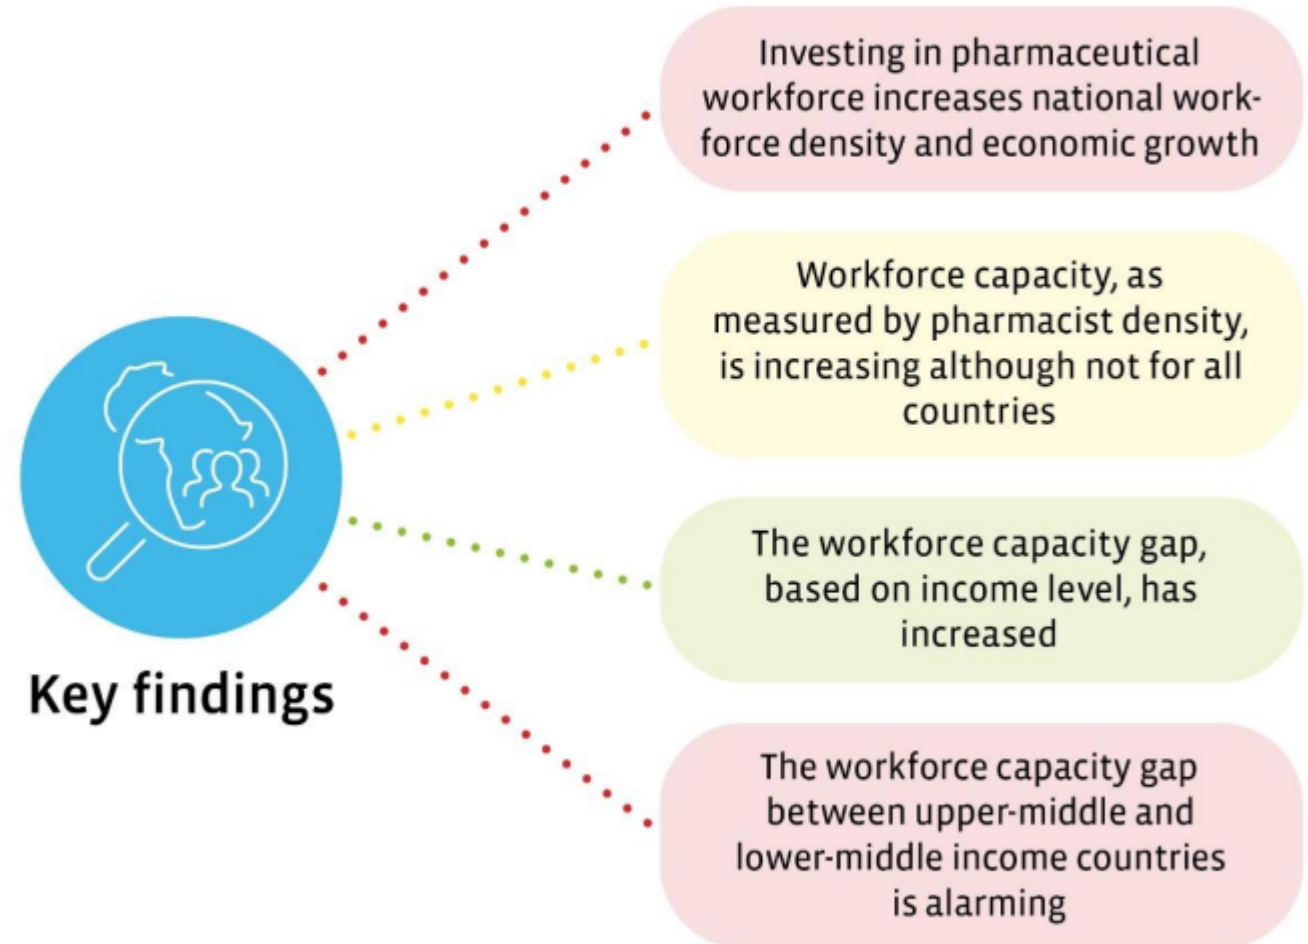 Investing in pharmaceutical
workforce increases national work-
force density and economic growth
Workforce capacity, as
measured by pharmacist density,
is increasing although not for all
countries
The workforce capacity gap,
based on income level, has
increased
Key findings
The workforce capacity gap
between upper-middle and
lower-middle income countries
is alarming